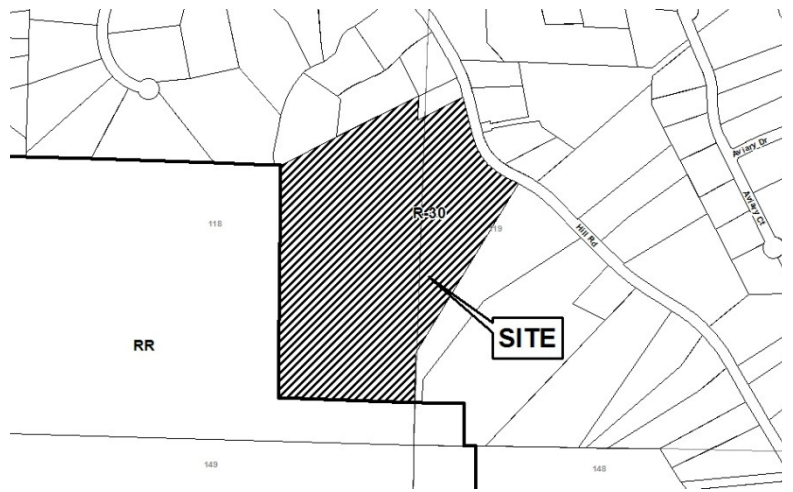 Aviary Dr
Aviary Ct
118
R-30
119
Hill Rd
RR
SITE
149
148